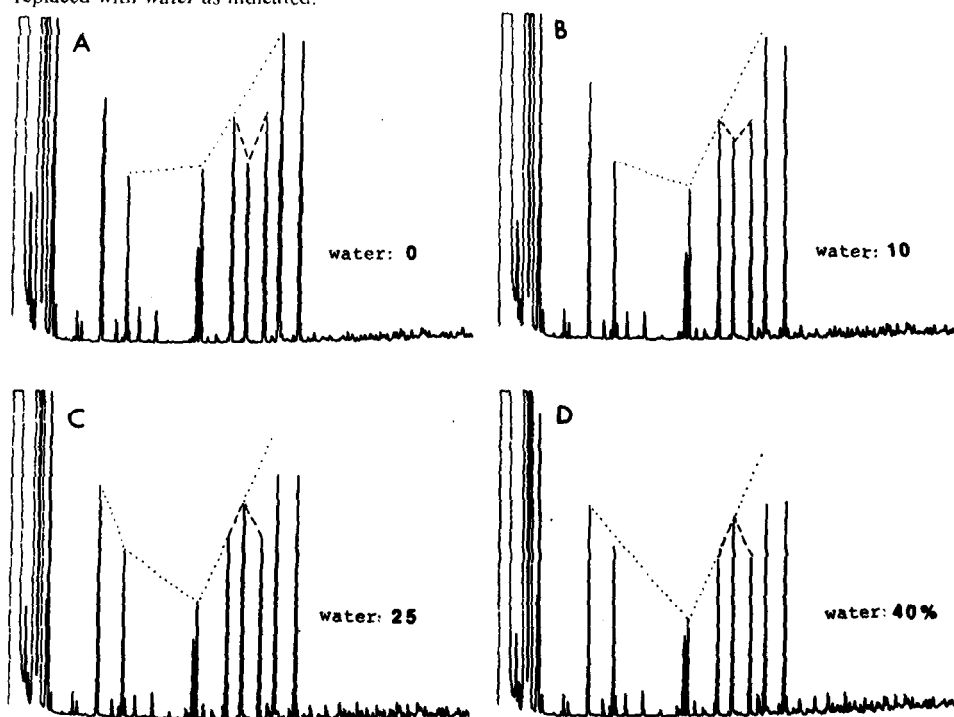 replaced with water as indicated.
A
water: 0
B
water: 10
C
water: 25
D
water: 40%